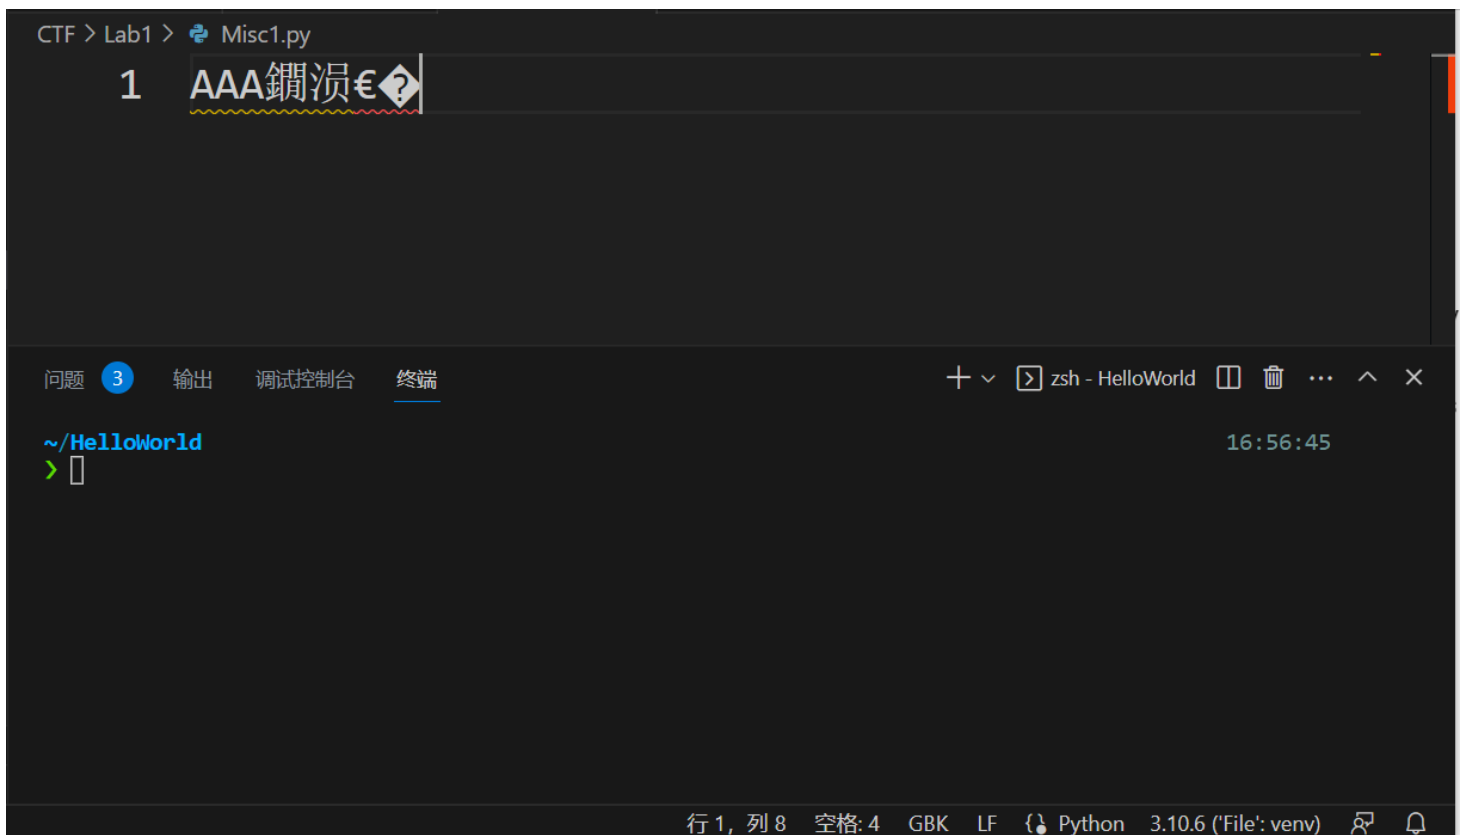 CTF > Lab1 > Misc1.py
1 AAA鐗涢€�
问题 3 输出 调试控制台 终端 zsh - HelloWorld
~/HelloWorld 16:56:45
❯
行 1，列 8 空格: 4 GBK LF Python 3.10.6 ('File': venv)